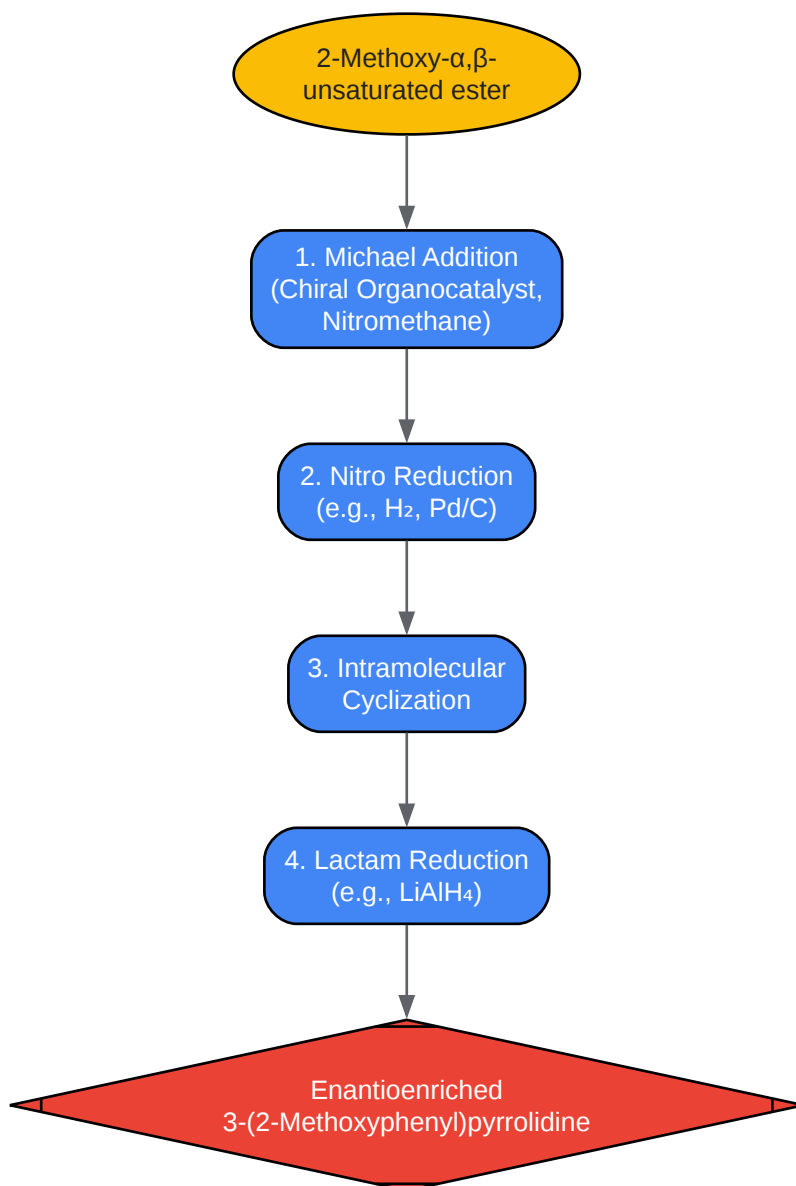 2-Methoxy-α,β-
unsaturated ester
1. Michael Addition
(Chiral Organocatalyst,
Nitromethane)
2. Nitro Reduction
(e.g., H₂, Pd/C)
3. Intramolecular
Cyclization
4. Lactam Reduction
(e.g., LiAlH₄)
Enantioenriched
3-(2-Methoxyphenyl)pyrrolidine